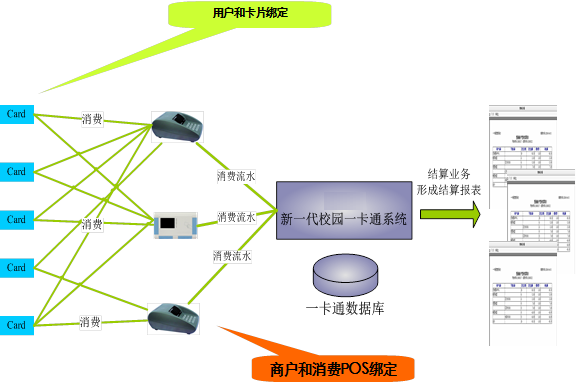 用户和卡片绑定
Card
消费
Card
消费流水
结算业务
形成结算报表
Card
消费
消费流水
新一代校园一卡通系统
消费流水
Card
一卡通数据库
Card
消费
商户和消费POS绑定